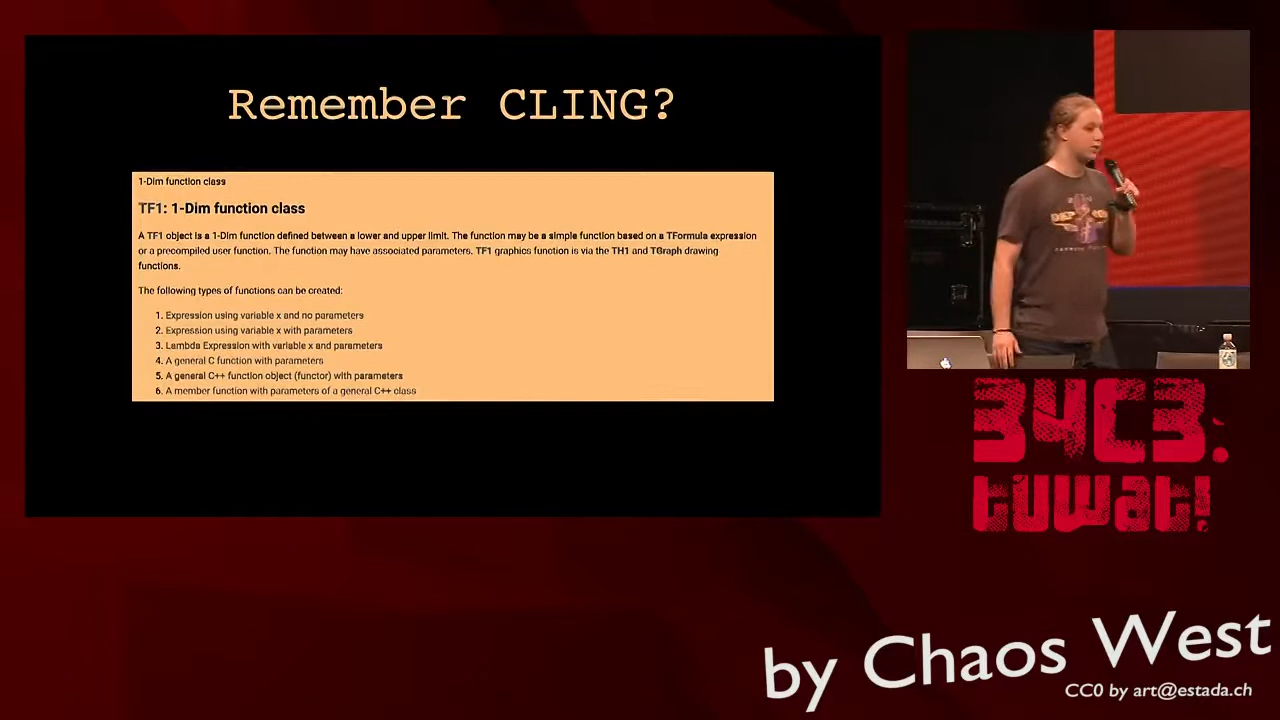 Remember CLING?
1-Dim function class
TF1: 1-Dim function class
A TF1 object is a 1-Dim function defined between a lower and upper limit. The function may be a simple function based on a TFormula expression
or a precompiled user function. The function may have associated parameters. TF1 graphics function is via the TH1 and TGraph drawing
functions.
The following types of functions can be created:
1. Expression using variable x and no parameters
2. Expression using variable x with parameters
3. Lambda Expression with variable x and parameters
4. A general C function with parameters
5. A general C++ function object (functor) with parameters
6. A member function with parameters of a general C++ class
34C3:
tuwat!
by Chaos West
CC0 by art@estada.ch